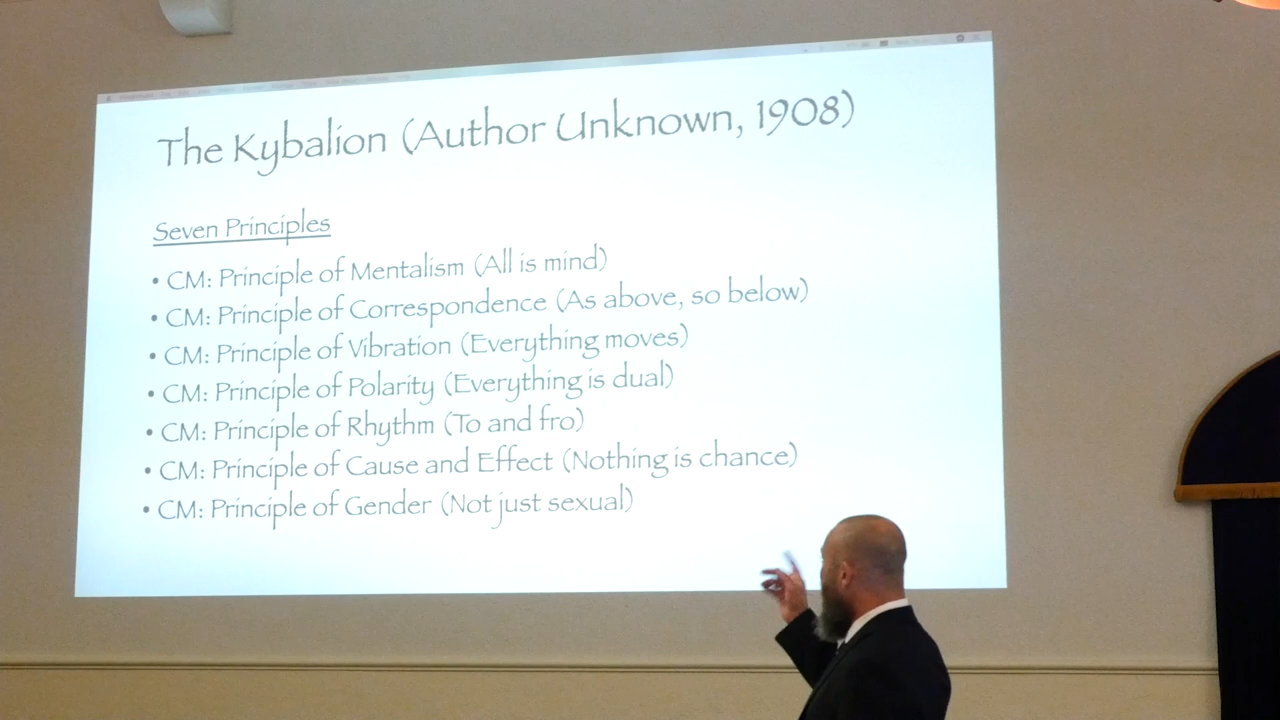 The Kybalion (Author Unknown, 1908)
Seven Principles
• CM: Principle of Mentalism (All is mind)
• CM: Principle of Correspondence (As above, so below)
• CM: Principle of Vibration (Everything moves)
• CM: Principle of Polarity (Everything is dual)
• CM: Principle of Rhythm (To and fro)
• CM: Principle of Cause and Effect (Nothing is chance)
• CM: Principle of Gender (Not just sexual)